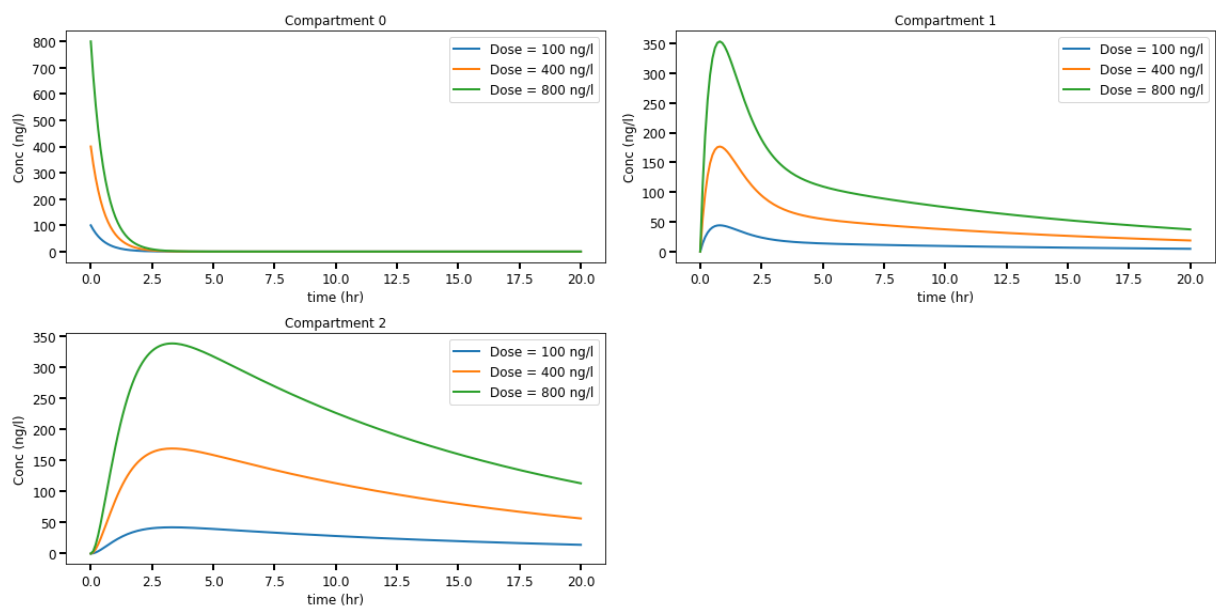 Compartment 0
Conc (ng/l)
800
700
600
500
400
300
200
100
0
Dose = 100 ng/l
Dose = 400 ng/l
Dose = 800 ng/l
0.0 2.5 5.0 7.5 10.0 12.5 15.0 17.5 20.0
time (hr)
Compartment 1
Conc (ng/l)
350
300
250
200
150
100
50
0
Dose = 100 ng/l
Dose = 400 ng/l
Dose = 800 ng/l
0.0 2.5 5.0 7.5 10.0 12.5 15.0 17.5 20.0
time (hr)
Compartment 2
Conc (ng/l)
350
300
250
200
150
100
50
0
Dose = 100 ng/l
Dose = 400 ng/l
Dose = 800 ng/l
0.0 2.5 5.0 7.5 10.0 12.5 15.0 17.5 20.0
time (hr)